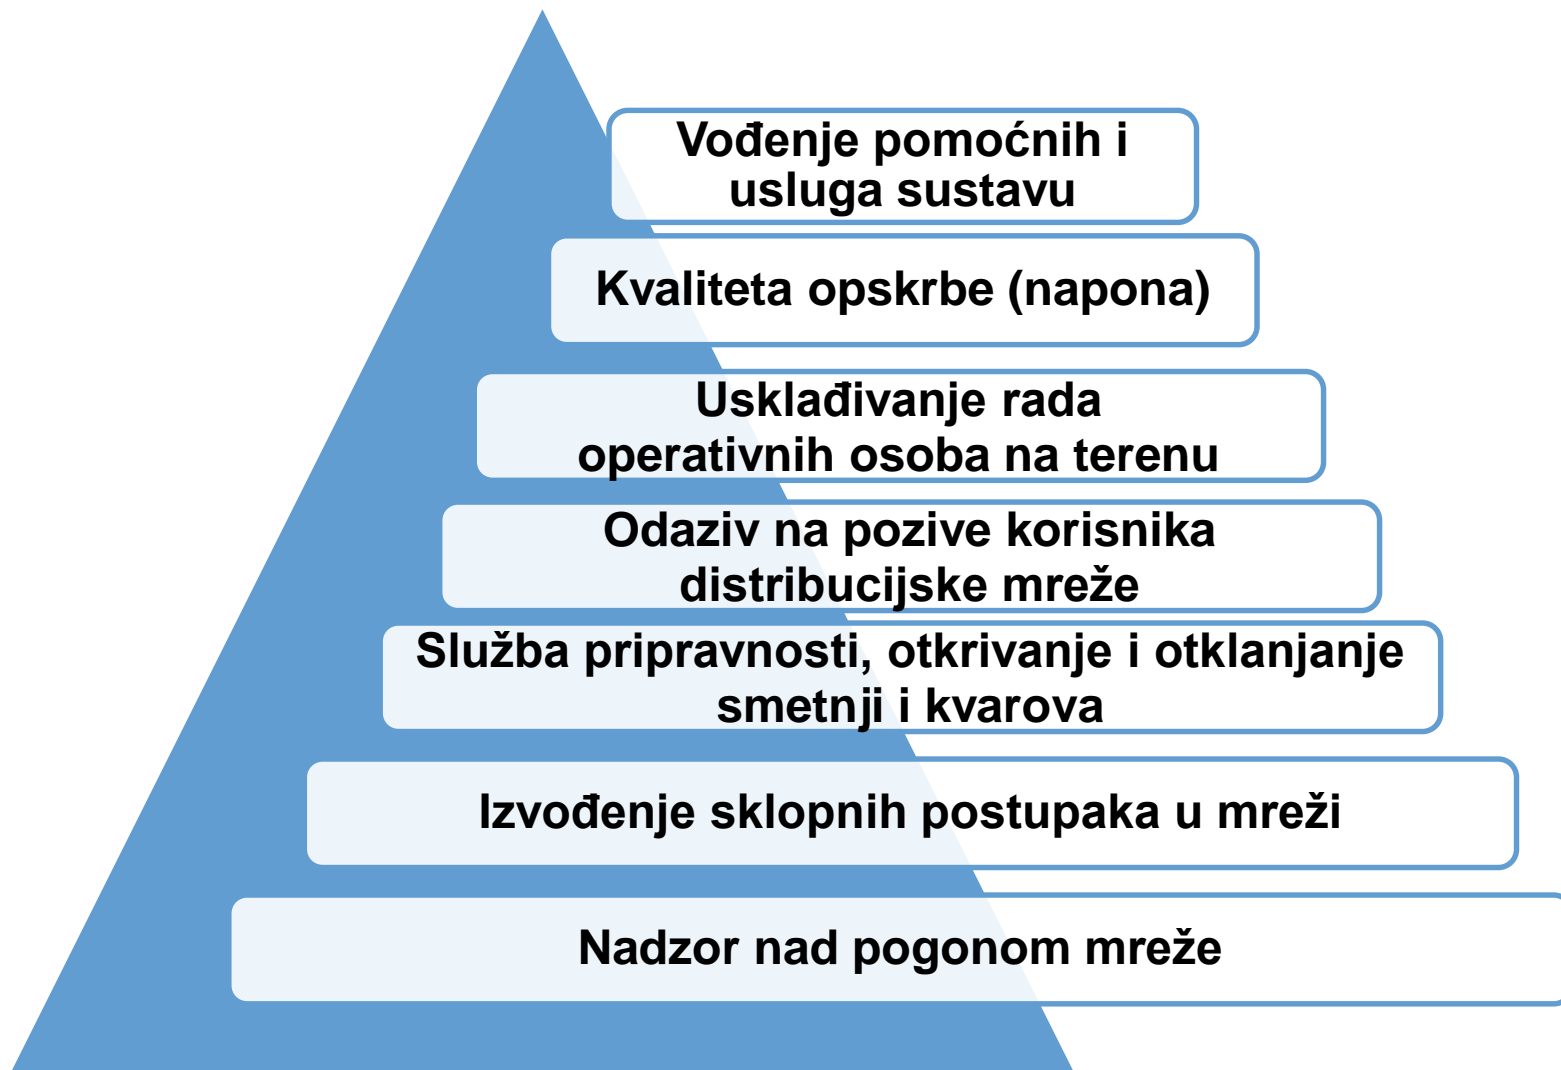 Vođenje pomoćnih i
usluga sustavu
Kvaliteta opskrbe (napona)
Usklađivanje rada
operativnih osoba na terenu
Odaziv na pozive korisnika
distribucijske mreže
Služba pripravnosti, otkrivanje i otklanjanje
smetnji i kvarova
Izvođenje sklopnih postupaka u mreži
Nadzor nad pogonom mreže